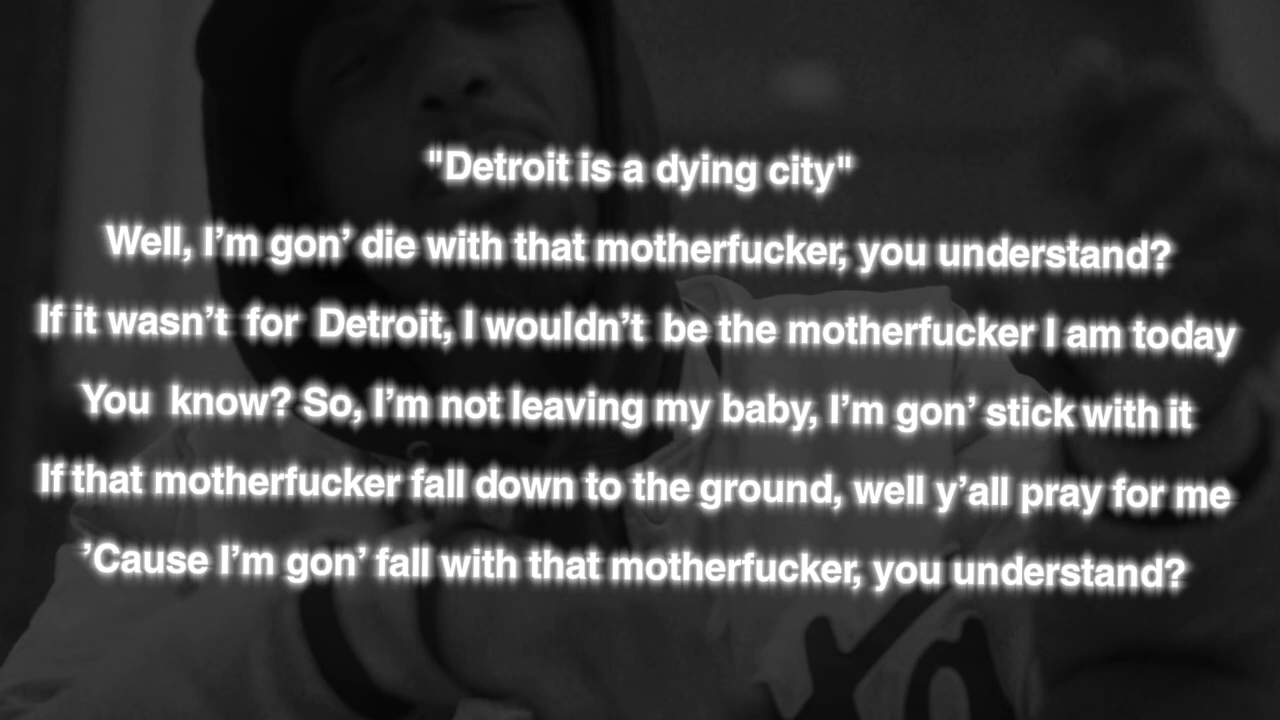 "Detroit is a dying city"
Well, I’m gon’ die with that motherfucker, you understand?
If it wasn’t for Detroit, I wouldn’t be the motherfucker I am today
You know? So, I’m not leaving my baby, I’m gon’ stick with it
If that motherfucker fall down to the ground, well y’all pray for me
’Cause I’m gon’ fall with that motherfucker, you understand?